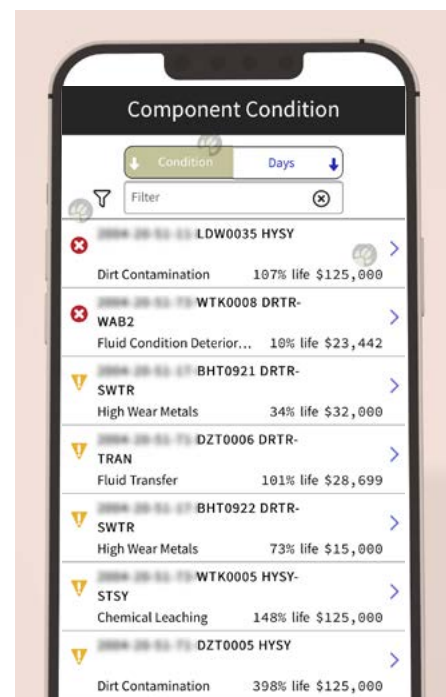 Component Condition
Condition Days
Filter
LDW0035 HYSY
Dirt Contamination 107% life $125,000
WTK0008 DRTR-
WAB2
Fluid Condition Deterior... 10% life $23,442
BHT0921 DRTR-
SWTR
High Wear Metals 34% life $32,000
DZT0006 DRTR-
TRAN
Fluid Transfer 101% life $28,699
BHT0922 DRTR-
SWTR
High Wear Metals 73% life $15,000
WTK0005 HYSY-
STSY
Chemical Leaching 148% life $125,000
DZT0005 HYSY
Dirt Contamination 398% life $125,000